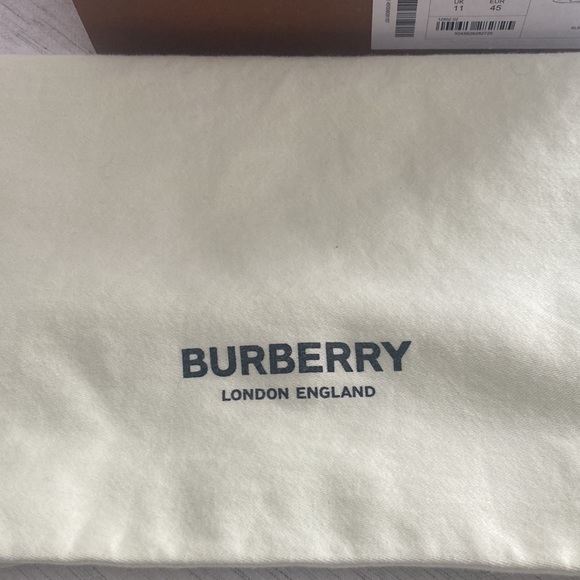 UK EUR
11 45
BURBERRY
LONDON ENGLAND